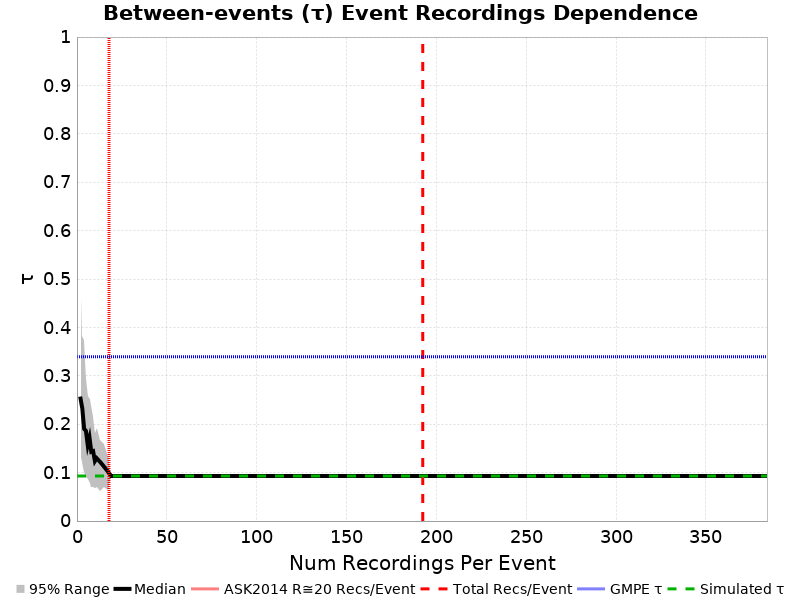 Between-events (τ) Event Recordings Dependence
1
0.9
0.8
0.7
0.6
0.5
0.4
0.3
0.2
0.1
0
τ
0 50 100 150 200 250 300 350
Num Recordings Per Event
95% Range Median ASK2014 R≅20 Recs/Event Total Recs/Event GMPE τ Simulated τ